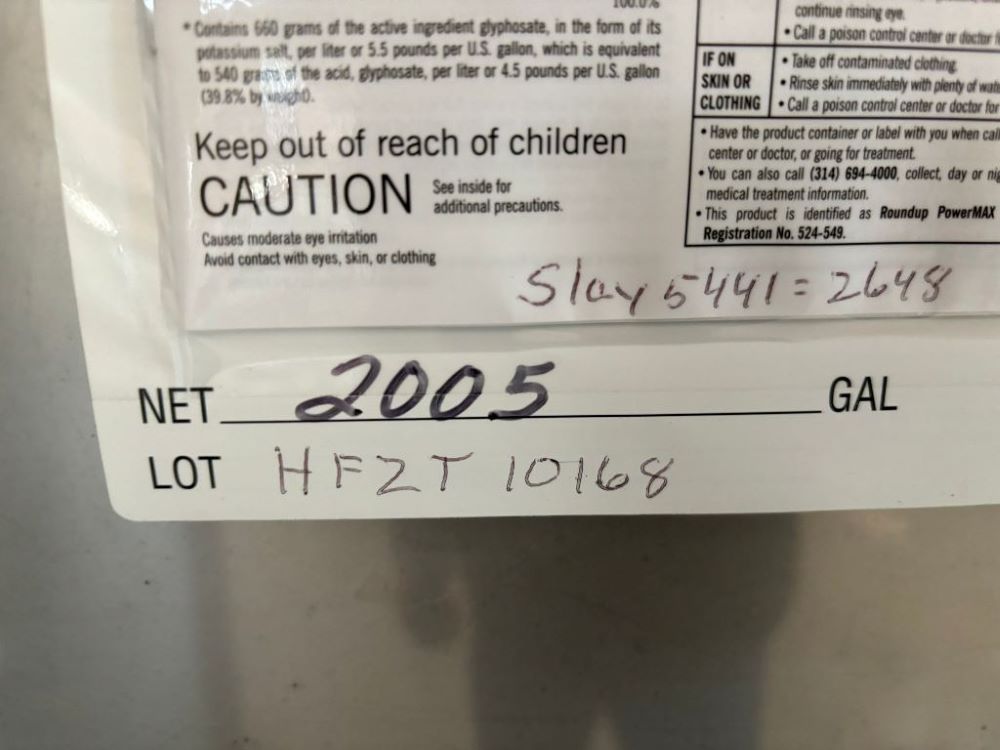 * Contains 660 grams of the active ingredient glyphosate, in the form of its
potassium salt, per liter or 5.5 pounds per U.S. gallon, which is equivalent
to 540 grams of the acid, glyphosate, per liter or 4.5 pounds per U.S. gallon
(39.8% by weight).
Keep out of reach of children
CAUTION
See inside for
additional precautions.
Causes moderate eye irritation
Avoid contact with eyes, skin, or clothing
continue rinsing eye.
• Call a poison control center or doctor
IF ON
SKIN OR
CLOTHING
• Take off contaminated clothing.
• Rinse skin immediately with plenty of
• Call a poison control center or doctor for
• Have the product container or label with you when
center or doctor, or going for treatment.
• You can also call (314) 694-4000, collect, day or
medical treatment information.
• This product is identified as Roundup PowerMAX
Registration No. 524-549.
Slay 5441 = 2648
NET 2005 GAL
LOT HFZT 10168